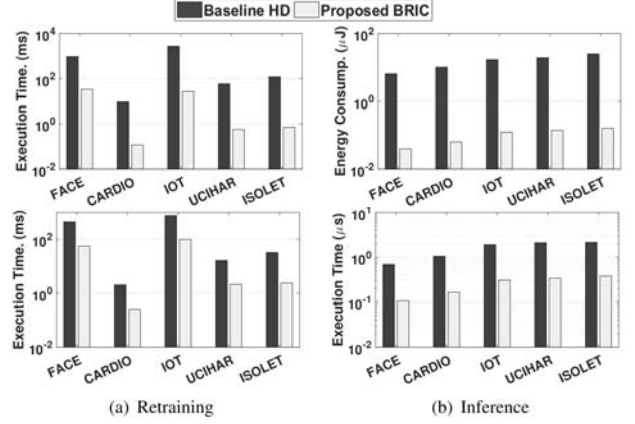 Baseline HD Proposed BRIC
Execution Time. (ms)
10^4
10^2
10^0
10^-2
FACE CARDIO IOT UCIHAR ISOLET
Energy Consump. (μJ)
10^2
10^0
10^-2
FACE CARDIO IOT UCIHAR ISOLET
Execution Time. (ms)
10^2
10^0
10^-2
FACE CARDIO IOT UCIHAR ISOLET
Execution Time (μs)
10^1
10^0
10^-1
10^-2
FACE CARDIO IOT UCIHAR ISOLET
(a) Retraining
(b) Inference